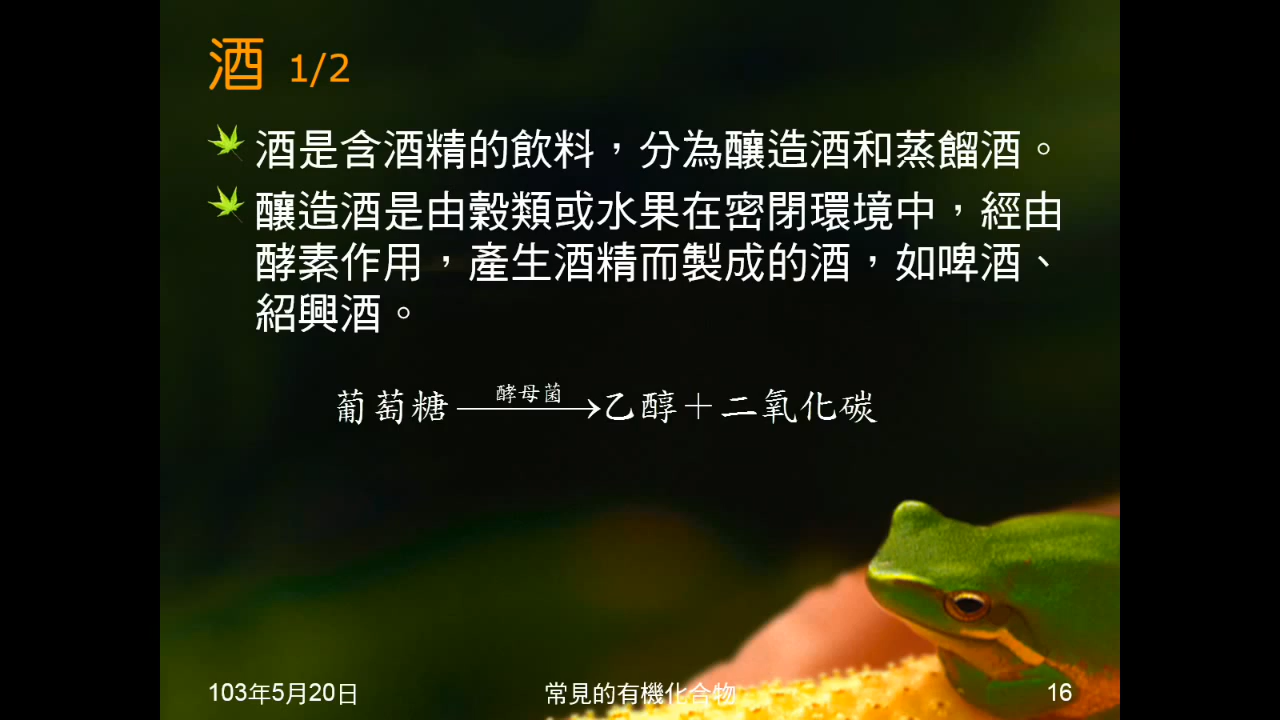 酒 1/2
酒是含酒精的飲料，分為釀造酒和蒸餾酒。
釀造酒是由穀類或水果在密閉環境中，經由
酵素作用，產生酒精而製成的酒，如啤酒、
紹興酒。
酵母菌
葡萄糖⟶乙醇＋二氧化碳
103年5月20日 常見的有機化合物 16